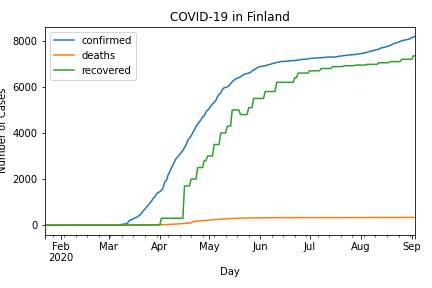 COVID-19 in Finland
confirmed
deaths
recovered
8000
6000
4000
2000
0
Number of Cases
Feb
2020
Mar
Apr
May
Jun
Jul
Aug
Sep
Day